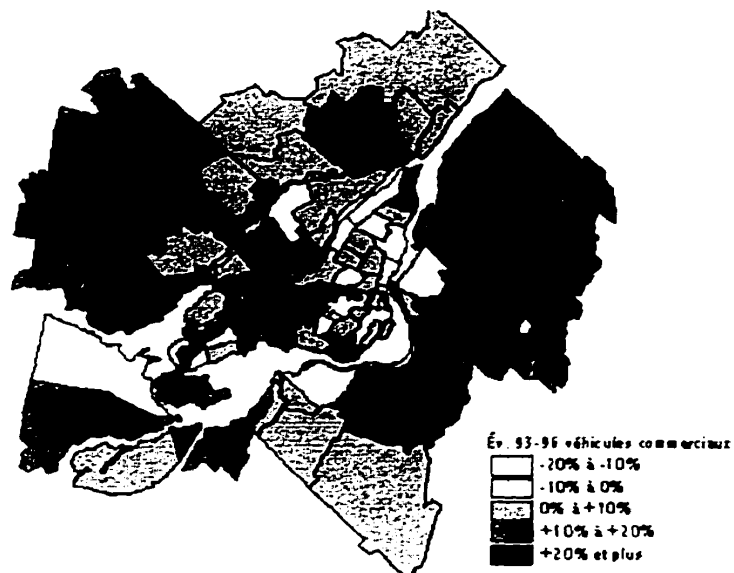 Év. 93-96 véhicules commerciaux
-20% à -10%
-10% à 0%
0% à +10%
+10% à +20%
+20% et plus